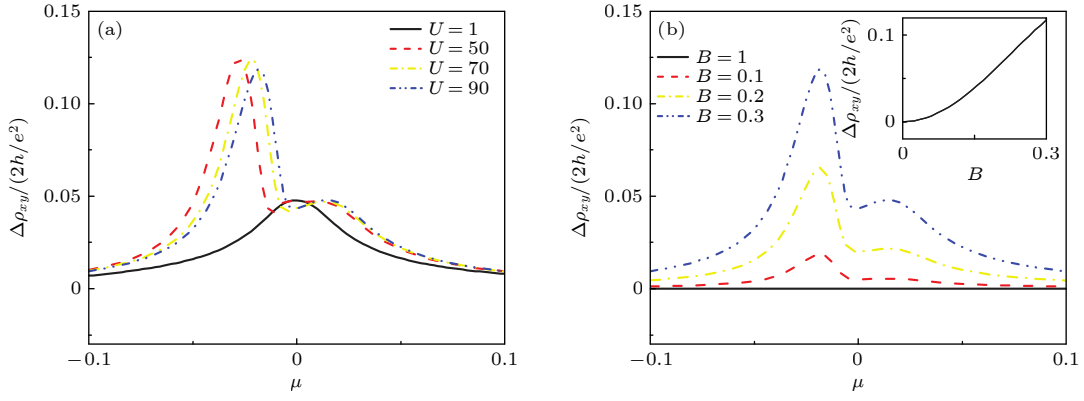 (a)
U = 1
U = 50
U = 70
U = 90
0.15
0.10
0.05
0
Δρxy/(2h/e²)
−0.1
0
0.1
μ
(b)
B = 1
B = 0.1
B = 0.2
B = 0.3
0.15
0.10
0.05
0
Δρxy/(2h/e²)
−0.1
0
0.1
μ
0.1
0
Δρxy/(2h/e²)
0
0.3
B